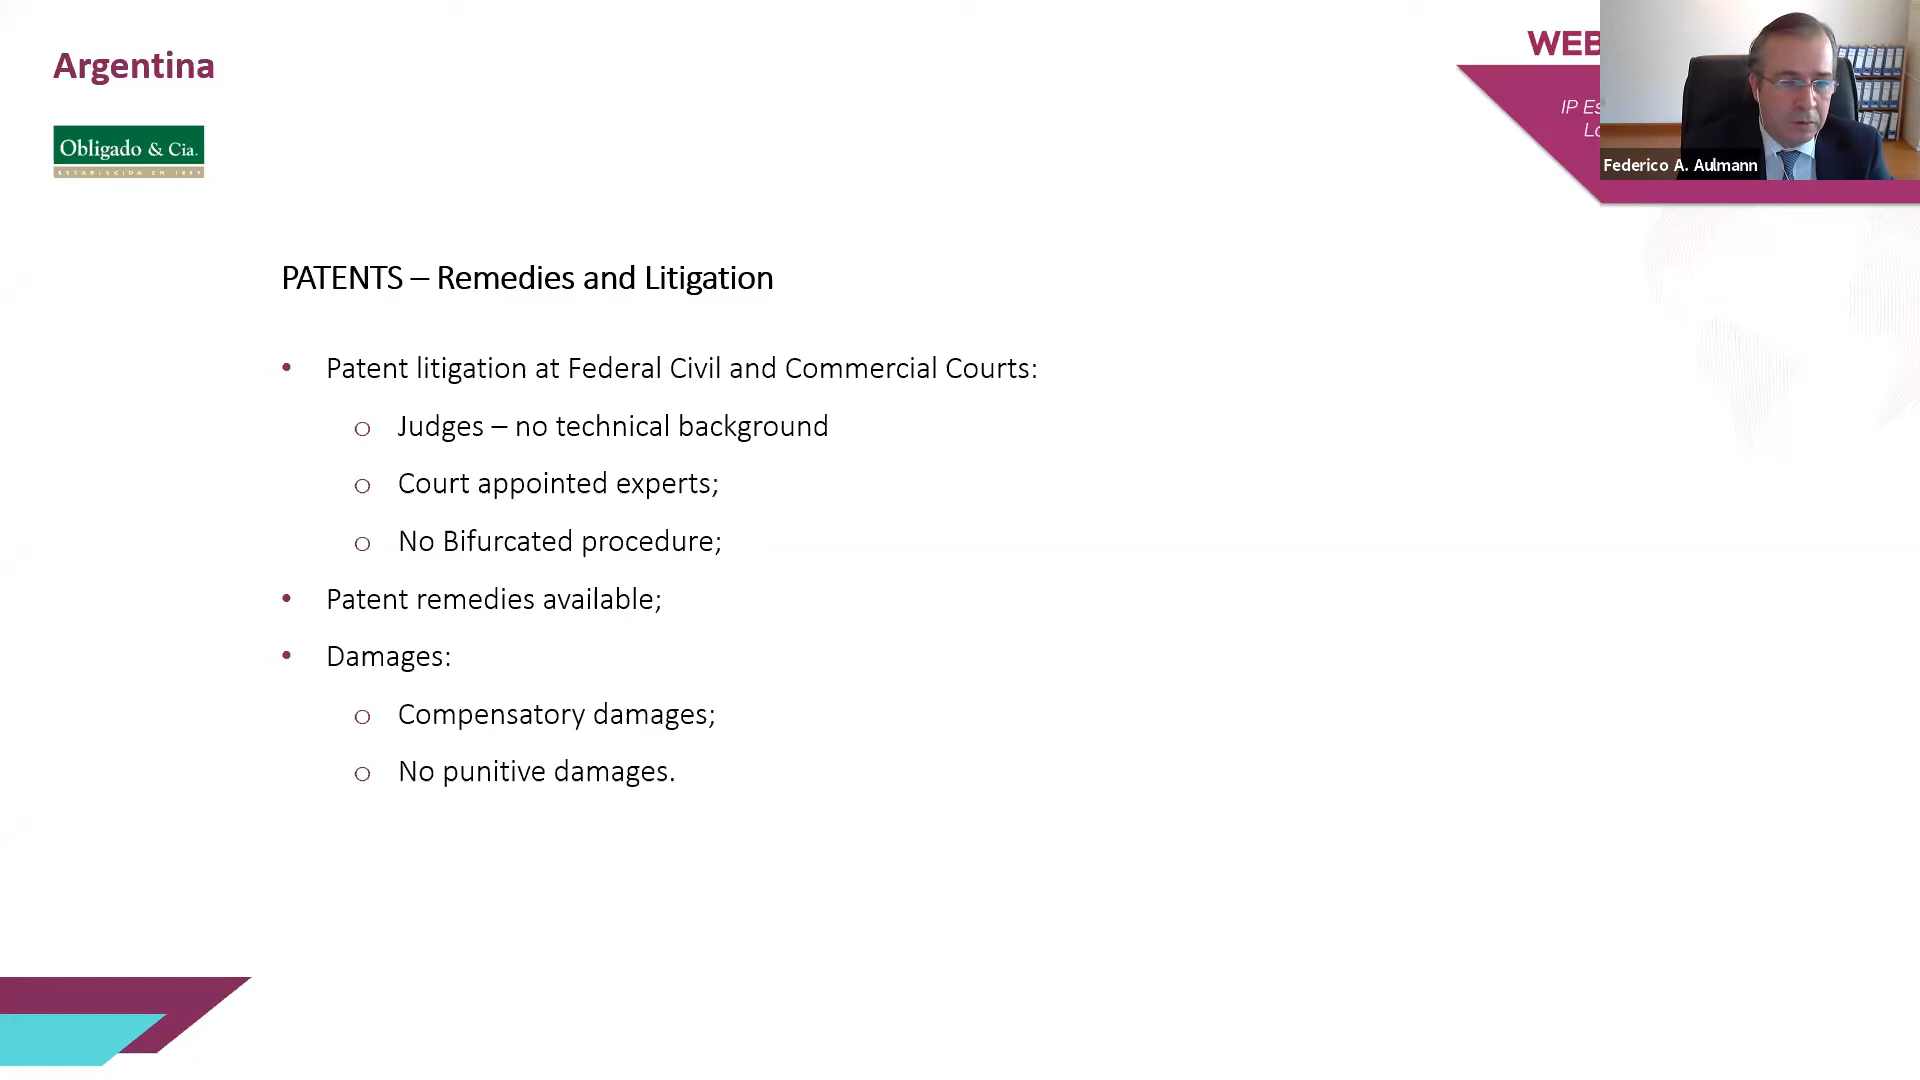 Argentina
WEB
IP Es
Lo
Federico A. Aulmann
Obligado & Cia.
ESTABLECIDA EN 1899
PATENTS – Remedies and Litigation
• Patent litigation at Federal Civil and Commercial Courts:
o Judges – no technical background
o Court appointed experts;
o No Bifurcated procedure;
• Patent remedies available;
• Damages:
o Compensatory damages;
o No punitive damages.